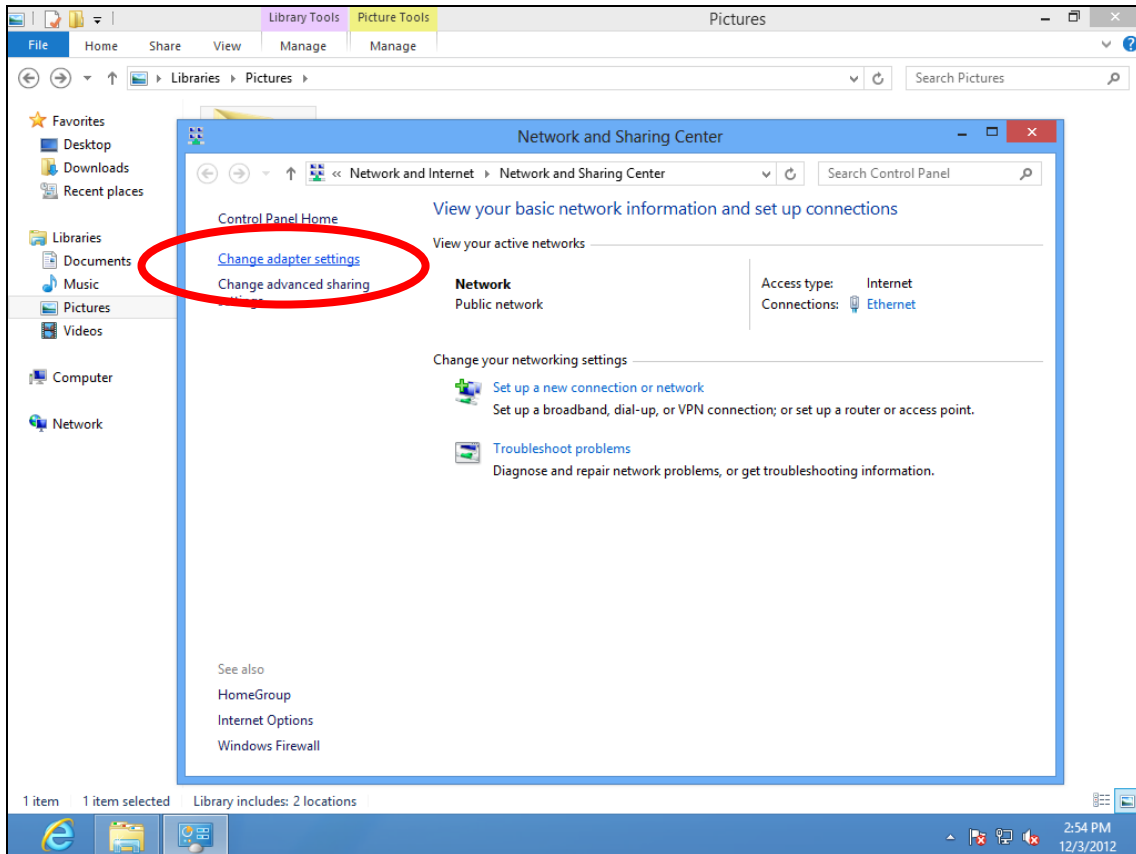 Library Tools Picture Tools Pictures
File Home Share View Manage Manage
Libraries Pictures Search Pictures
Favorites
Desktop
Downloads
Recent places
Libraries
Documents
Music
Pictures
Videos
Computer
Network
Network and Sharing Center
« Network and Internet Network and Sharing Center Search Control Panel
Control Panel Home
Change adapter settings
Change advanced sharing
settings
View your basic network information and set up connections
View your active networks
Network
Public network
Access type: Internet
Connections: Ethernet
Change your networking settings
Set up a new connection or network
Set up a broadband, dial-up, or VPN connection; or set up a router or access point.
Troubleshoot problems
Diagnose and repair network problems, or get troubleshooting information.
See also
HomeGroup
Internet Options
Windows Firewall
1 item 1 item selected Library includes: 2 locations
2:54 PM
12/3/2012